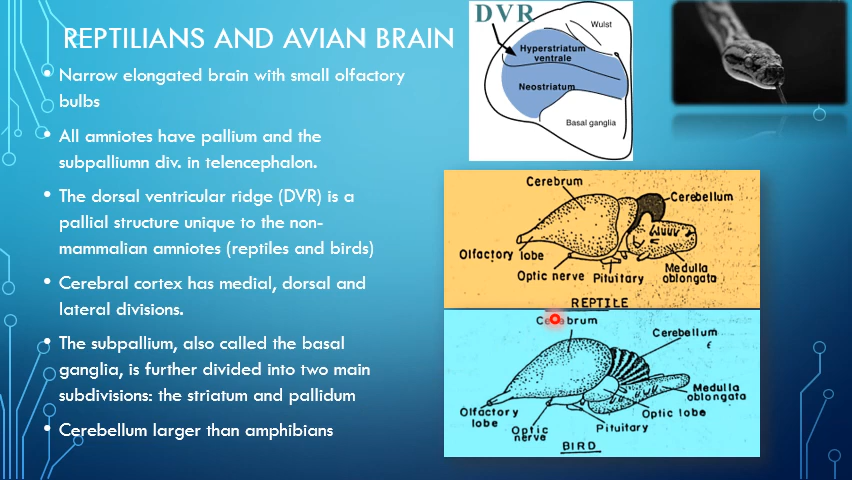 REPTILIANS AND AVIAN BRAIN
Narrow elongated brain with small olfactory
bulbs
All amniotes have pallium and the
subpalliumn div. in telencephalon.
The dorsal ventricular ridge (DVR) is a
pallial structure unique to the non-
mammalian amniotes (reptiles and birds)
Cerebral cortex has medial, dorsal and
lateral divisions.
The subpallium, also called the basal
ganglia, is further divided into two main
subdivisions: the striatum and pallidum
Cerebellum larger than amphibians
DVR
Wulst
Hyperstriatum
ventrale
Neostriatum
Basal ganglia
Cerebrum
Cerebellum
Olfactory lobe
Optic nerve
Pituitary
Medulla
oblongata
REPTILE
Cerebrum
Cerebellum
Medulla
oblongata
Olfactory
lobe
Optic
nerve
Pituitary
Optic lobe
BIRD